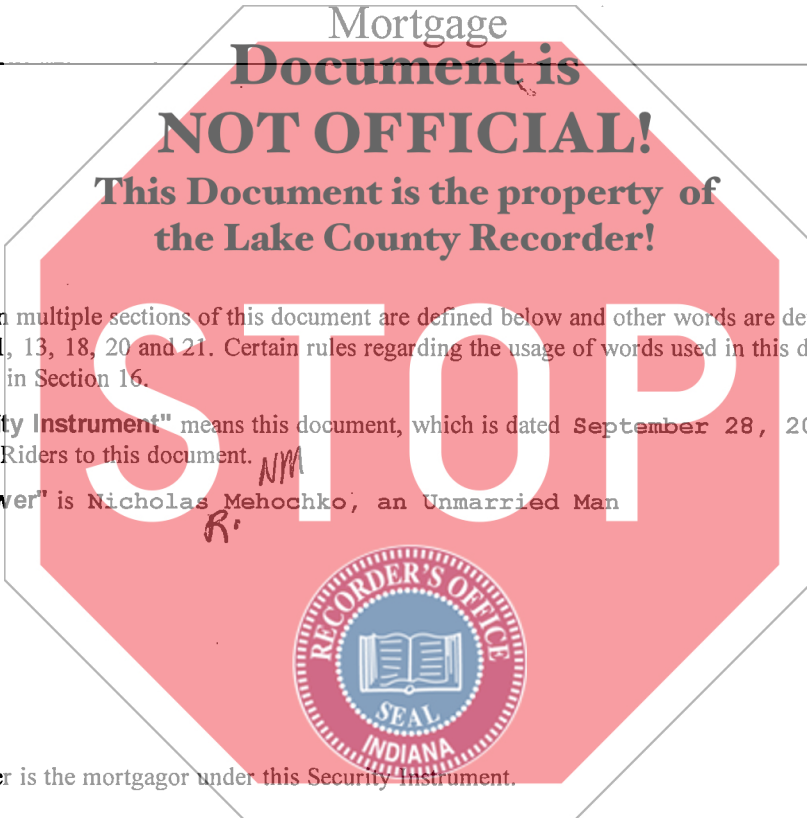 Mortgage
Document is
NOT OFFICIAL!
This Document is the property of
the Lake County Recorder!
multiple sections of this document are defined below and other words are de
, 13, 18, 20 and 21. Certain rules regarding the usage of words used in this d
in Section 16.
ty Instrument" means this document, which is dated September 28, 20
Riders to this document. NM
ver" is Nicholas Mehochko, an Unmarried Man
R.
STOP
RECORDER'S OFFICE
SEAL
INDIANA
er is the mortgagor under this Security Instrument.